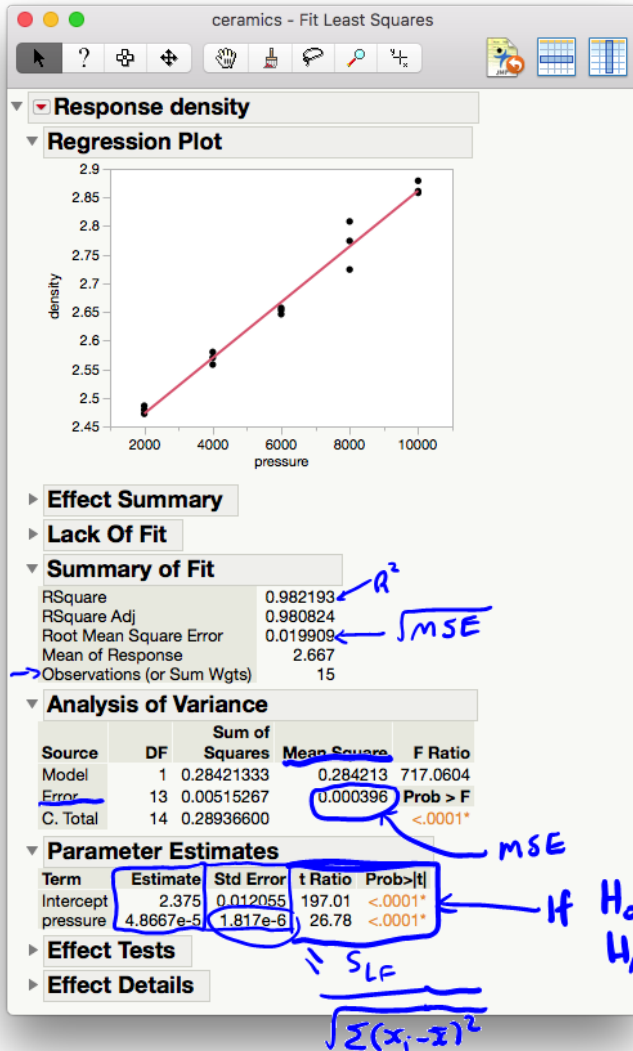 ceramics - Fit Least Squares
?
JMP
Response density
Regression Plot
2.9
2.85
2.8
2.75
2.7
2.65
2.6
2.55
2.5
2.45
density
2000 4000 6000 8000 10000
pressure
Effect Summary
Lack Of Fit
Summary of Fit
RSquare 0.982193 R²
RSquare Adj 0.980824
Root Mean Square Error 0.019909 √MSE
Mean of Response 2.667
Observations (or Sum Wgts) 15
Analysis of Variance
Sum of
Source DF Squares Mean Square F Ratio
Model 1 0.28421333 0.284213 717.0604
Error 13 0.00515267 0.000396 Prob > F
C. Total 14 0.28936600 <.0001*
MSE
Parameter Estimates
Term Estimate Std Error t Ratio Prob>|t|
Intercept 2.375 0.012055 197.01 <.0001*
pressure 4.8667e-5 1.817e-6 26.78 <.0001*
If H₀
Effect Tests
Effect Details
S_LF
√Σ(xᵢ-x̄)²